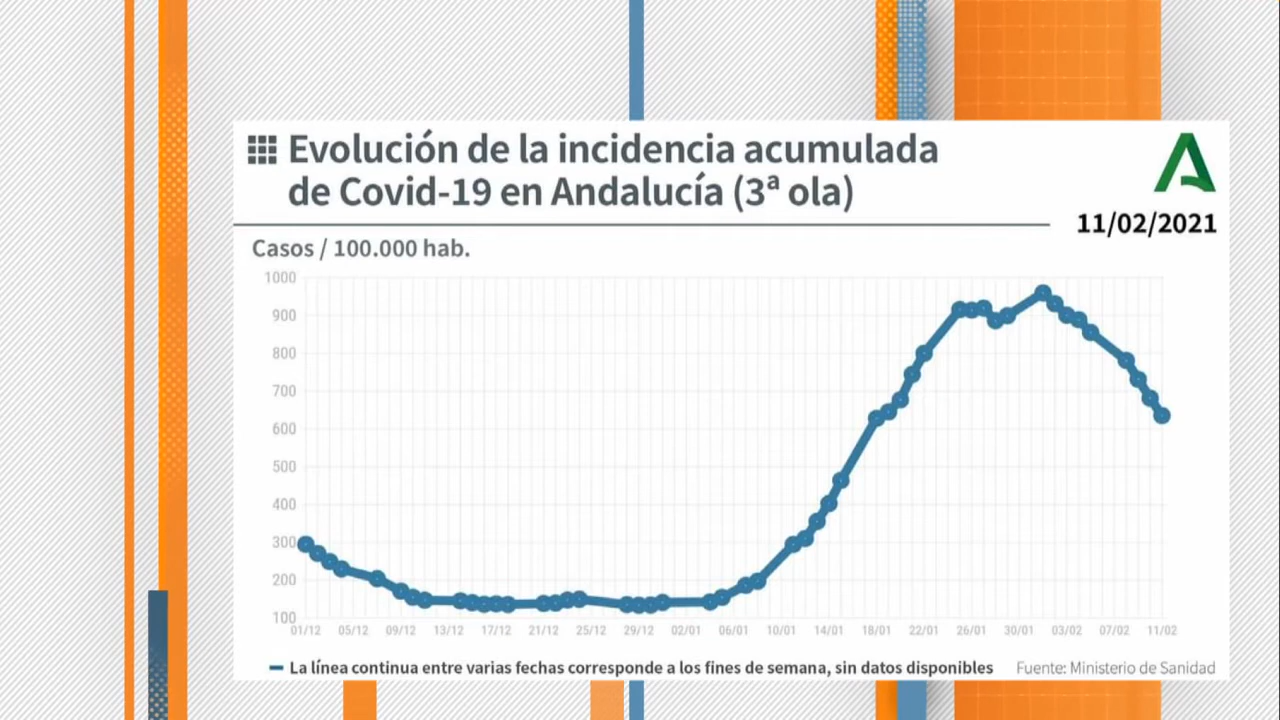 Evolución de la incidencia acumulada
de Covid-19 en Andalucía (3ª ola)
11/02/2021
Casos / 100.000 hab.
1000
900
800
700
600
500
400
300
200
100
01/12 05/12 09/12 13/12 17/12 21/12 25/12 29/12 02/01 06/01 10/01 14/01 18/01 22/01 26/01 30/01 03/02 07/02 11/02
La línea continua entre varias fechas corresponde a los fines de semana, sin datos disponibles Fuente: Ministerio de Sanidad